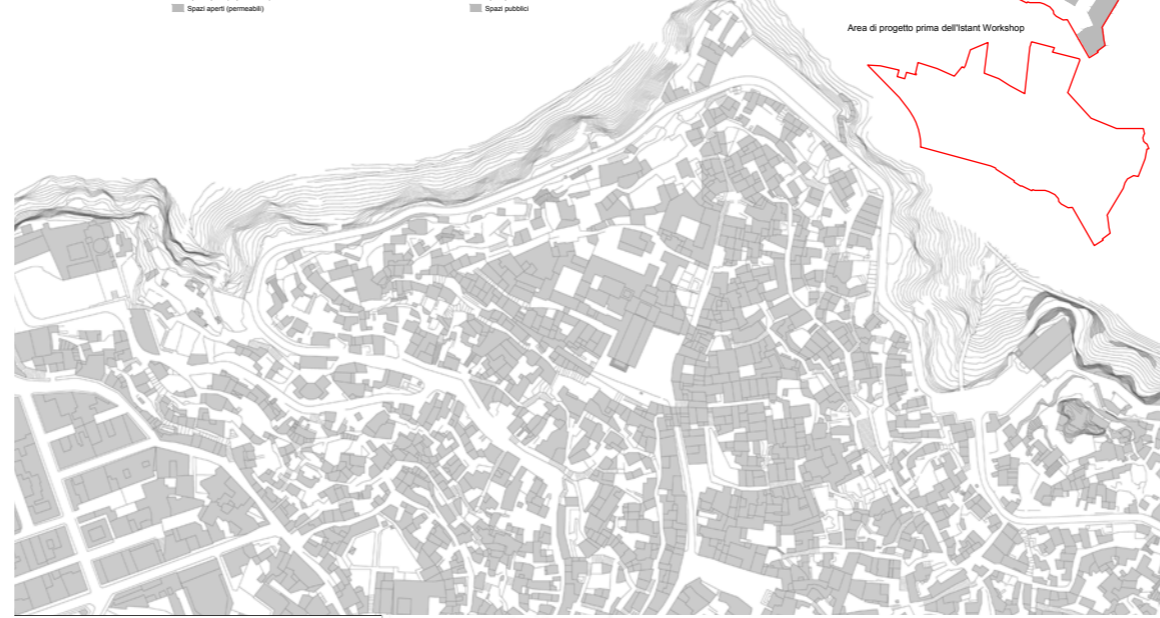 Spazi aperti (permeabili)
Spazi pubblici
Area di progetto prima dell'Istant Workshop